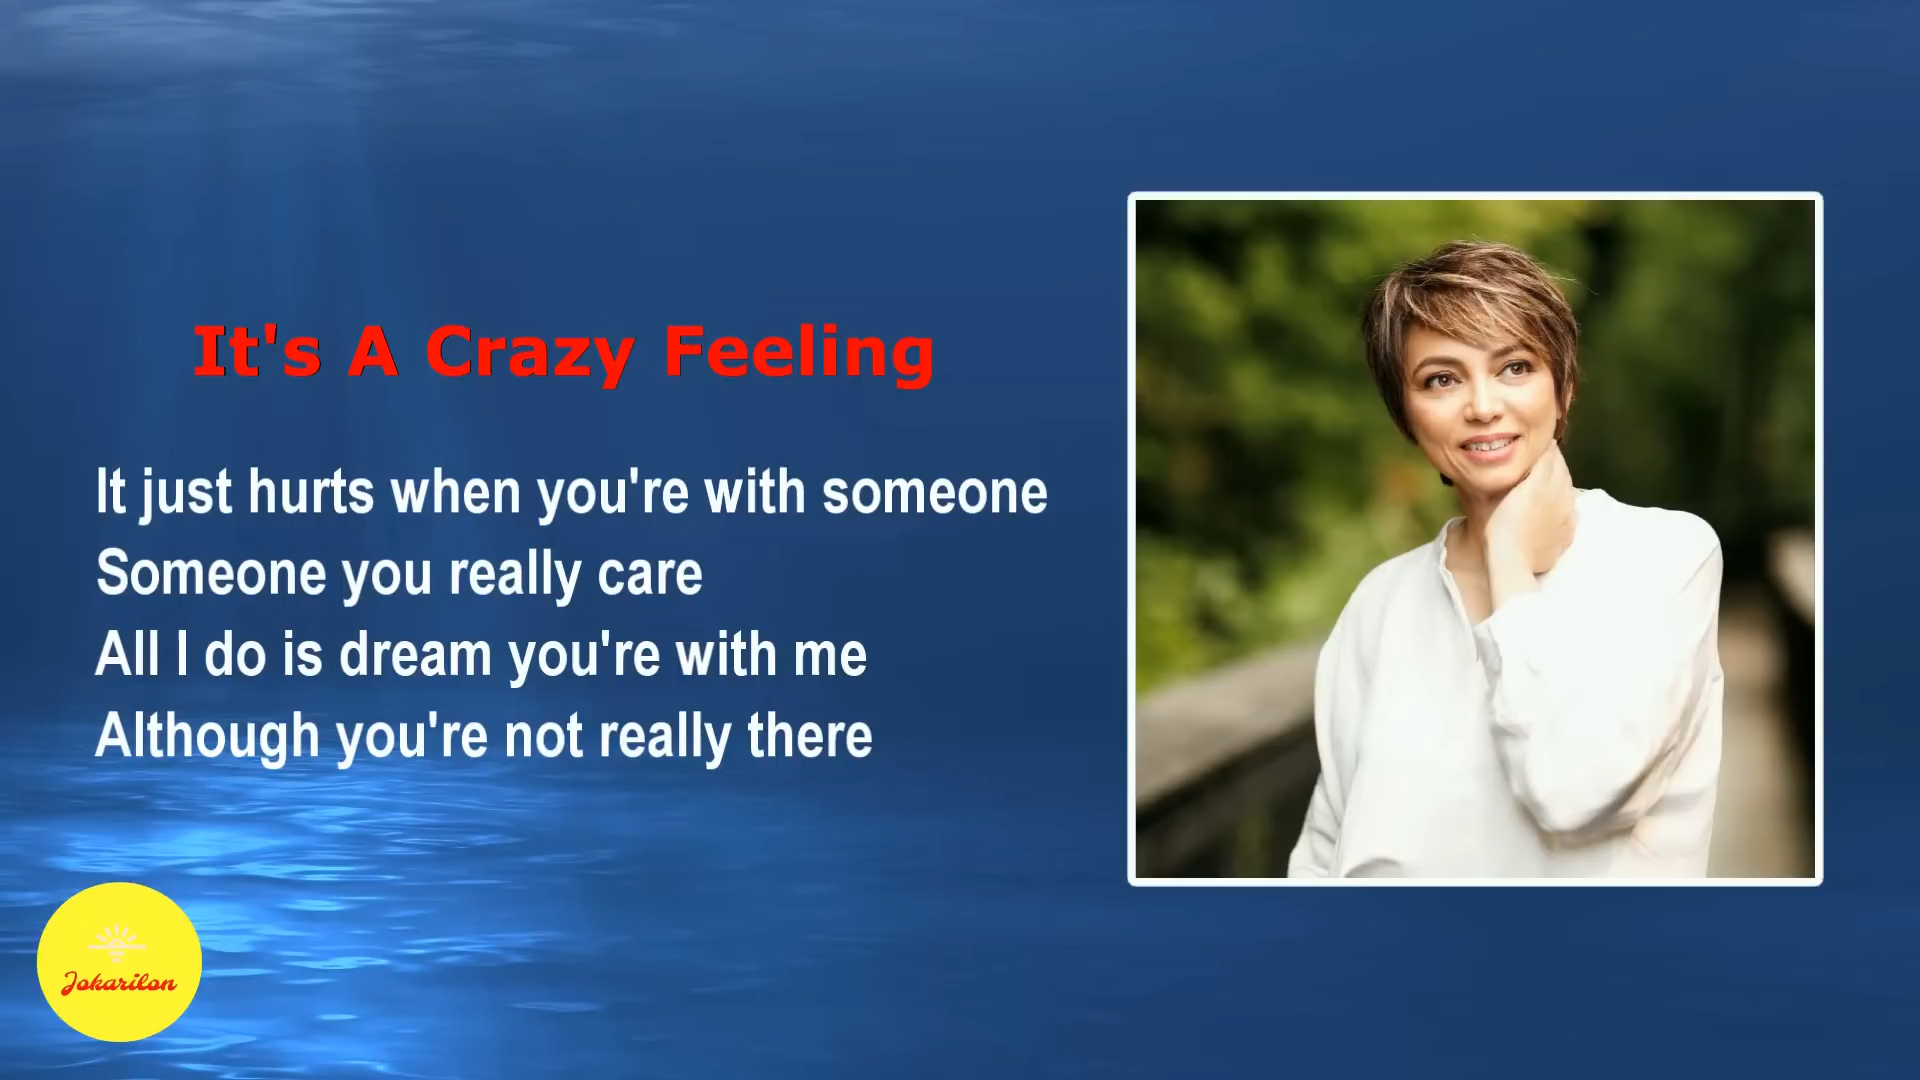 It's A Crazy Feeling
It just hurts when you're with someone
Someone you really care
All I do is dream you're with me
Although you're not really there
Jokarilon